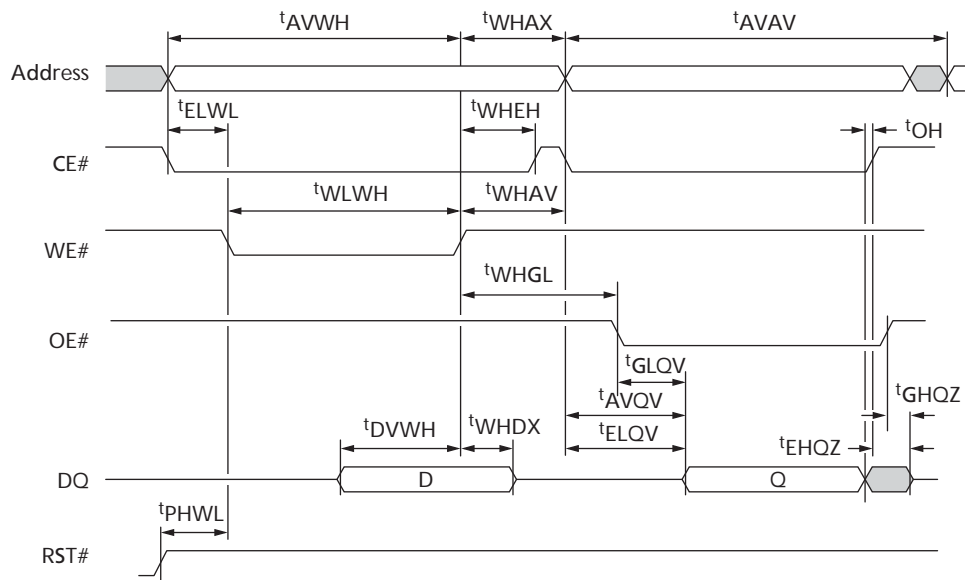 tAVWH tWHAX tAVAV
Address
tELWL tWHEH tOH
CE#
tWLWH tWHAV
WE#
tWHGL
OE#
tGLQV
tAVQV tGHQZ
tDVWH tWHDX tELQV tEHQZ
DQ D Q
tPHWL
RST#